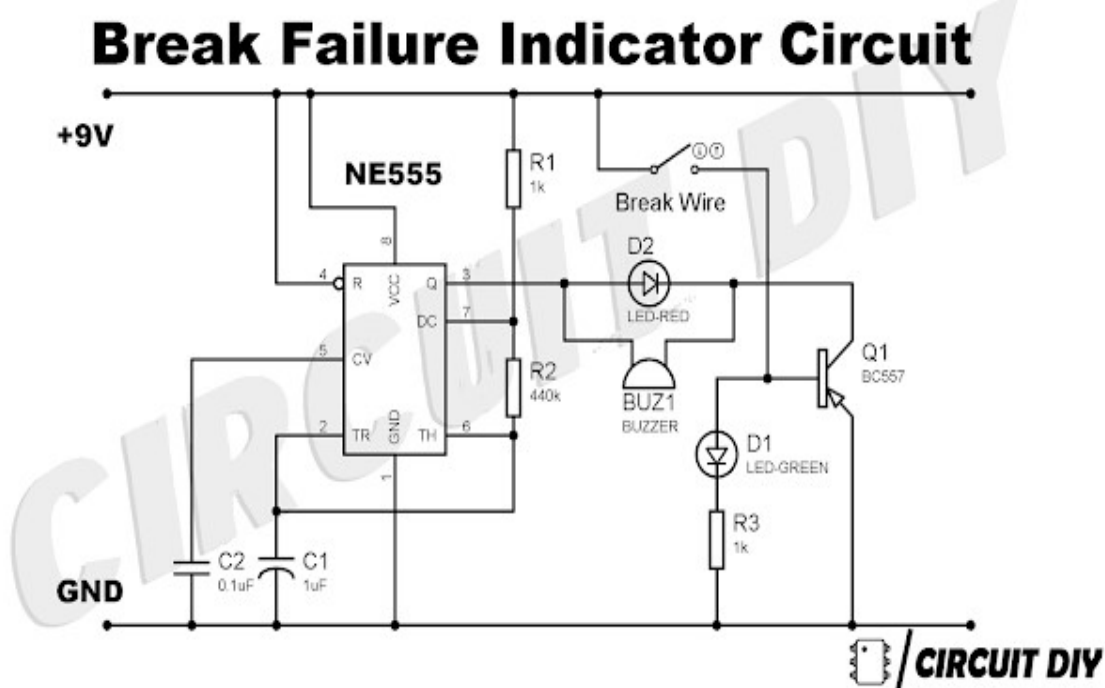 Break Failure Indicator Circuit
+9V
NE555
R1
1k
Break Wire
8
VCC
4
R
Q
3
DC
7
D2
LED-RED
5
CV
R2
440k
BUZ1
BUZZER
Q1
BC557
2
TR
GND
TH
6
1
D1
LED-GREEN
R3
1k
C2
0.1uF
C1
1uF
GND
CIRCUIT DIY
CIRCUIT DIY